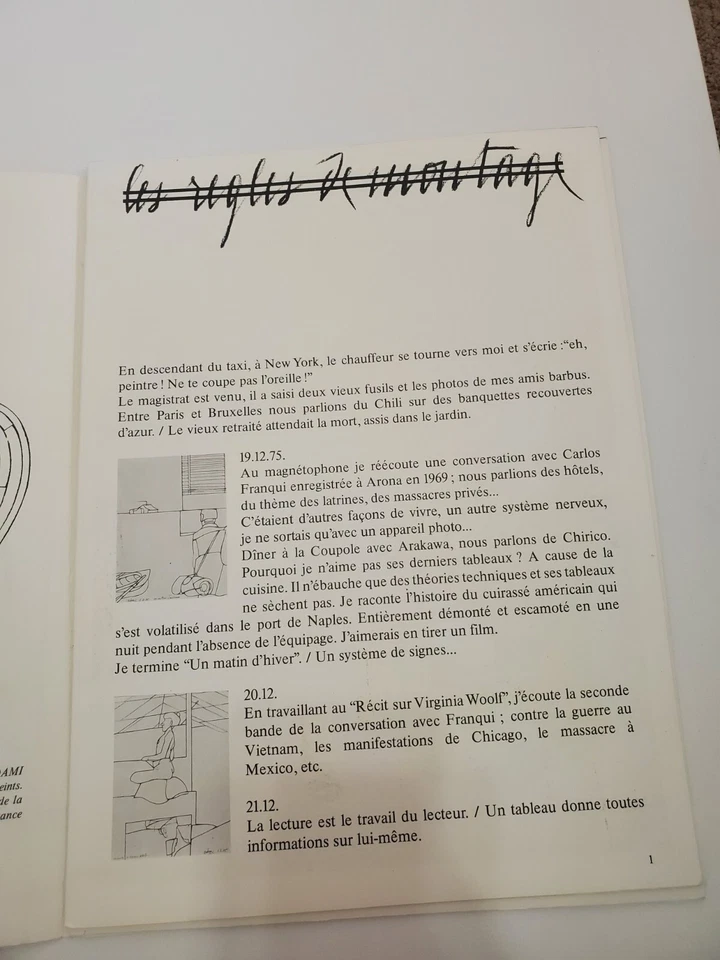 les regles de montage
En descendant du taxi, à New York, le chauffeur se tourne vers moi et s'écrie :“eh,
peintre ! Ne te coupe pas l'oreille !”
Le magistrat est venu, il a saisi deux vieux fusils et les photos de mes amis barbus.
Entre Paris et Bruxelles nous parlions du Chili sur des banquettes recouvertes
d'azur. / Le vieux retraité attendait la mort, assis dans le jardin.
19.12.75.
Au magnétophone je réécoute une conversation avec Carlos
Franqui enregistrée à Arona en 1969 ; nous parlions des hôtels,
du thème des latrines, des massacres privés...
C'étaient d'autres façons de vivre, un autre système nerveux,
je ne sortais qu'avec un appareil photo...
Dîner à la Coupole avec Arakawa, nous parlons de Chirico.
Pourquoi je n'aime pas ses derniers tableaux ? A cause de la
cuisine. Il n'ébauche que des théories techniques et ses tableaux
ne sèchent pas. Je raconte l'histoire du cuirassé américain qui
s'est volatilisé dans le port de Naples. Entièrement démonté et escamoté en une
nuit pendant l'absence de l'équipage. J'aimerais en tirer un film.
Je termine “Un matin d'hiver”. / Un système de signes...
20.12.
En travaillant au “Récit sur Virginia Woolf”, j'écoute la seconde
bande de la conversation avec Franqui ; contre la guerre au
Vietnam, les manifestations de Chicago, le massacre à
Mexico, etc.
21.12.
La lecture est le travail du lecteur. / Un tableau donne toutes
informations sur lui-même.
1
AMI
eints.
de la
ance